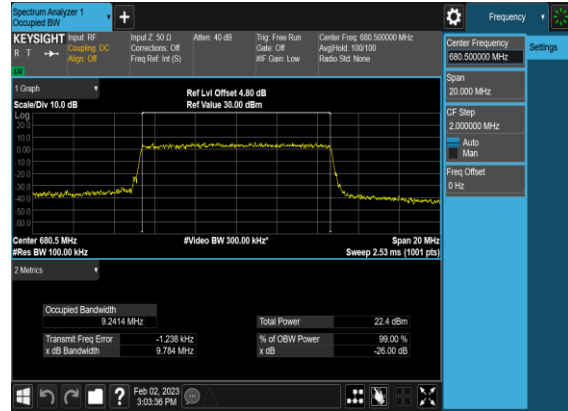 Spectrum Analyzer 1
Occupied BW
+
Frequency
KEYSIGHT
R T
LM
Input: RF
Coupling: DC
Align: Off
Input Z: 50 Ω
Corrections: Off
Freq Ref: Int (S)
Atten: 40 dB
Trig: Free Run
Gate: Off
#IF Gain: Low
Center Freq: 680.500000 MHz
Avg|Hold: 100/100
Radio Std: None
Center Frequency
680.500000 MHz
Settings
Span
20.000 MHz
CF Step
2.000000 MHz
Auto
Man
Freq Offset
0 Hz
1 Graph
Scale/Div 10.0 dB
Ref Lvl Offset 4.80 dB
Ref Value 30.00 dBm
Log
20.0
10.0
0.00
-10.0
-20.0
-30.0
-40.0
-50.0
-60.0
Center 680.5 MHz
#Res BW 100.00 kHz
#Video BW 300.00 kHz*
Span 20 MHz
Sweep 2.53 ms (1001 pts)
2 Metrics
Occupied Bandwidth
9.2414 MHz
Total Power 22.4 dBm
Transmit Freq Error -1.238 kHz
% of OBW Power 99.00 %
x dB Bandwidth 9.784 MHz
x dB -26.00 dB
?
Feb 02, 2023
3:03:36 PM